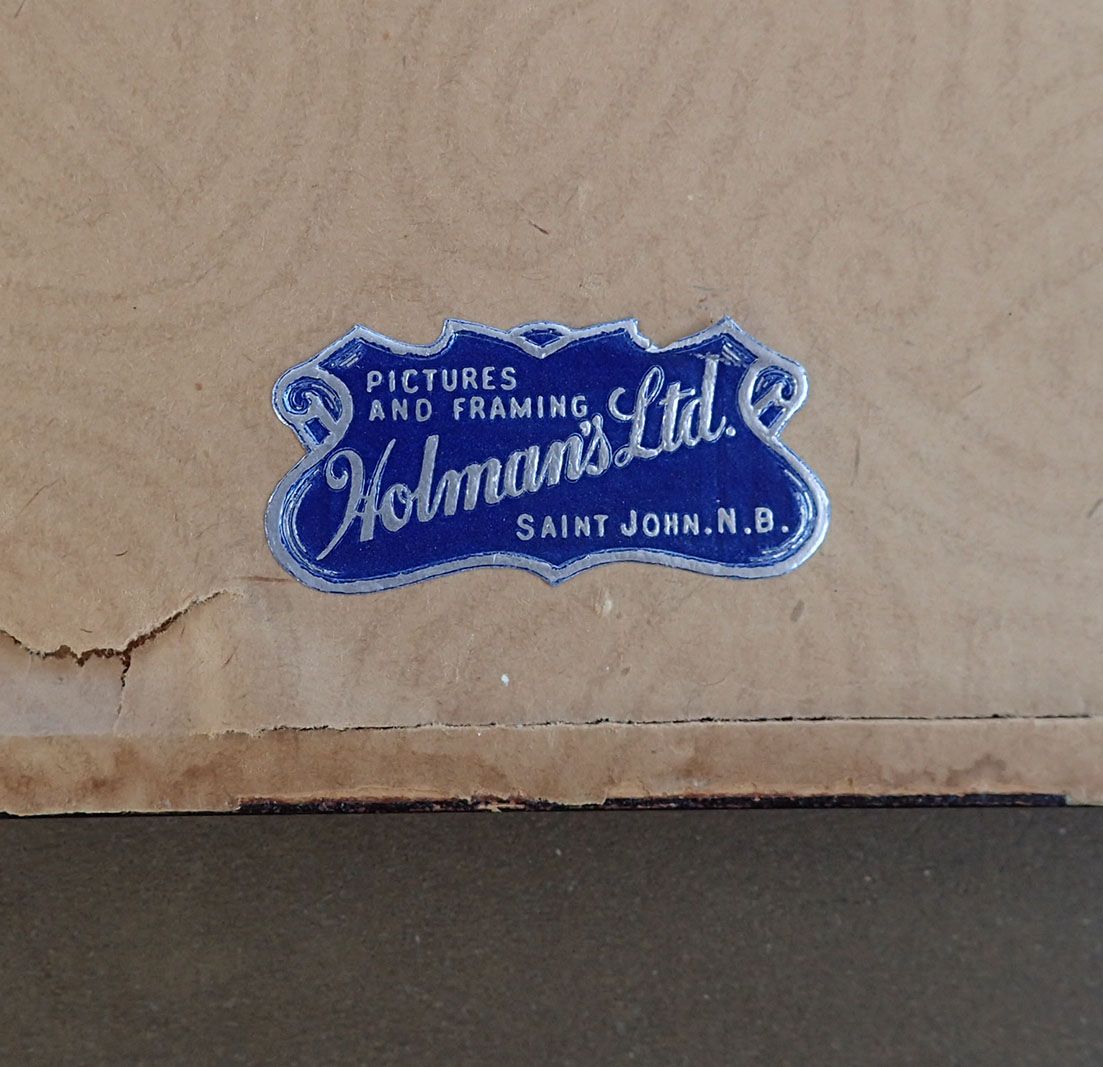 PICTURES
AND FRAMING
Holman's Ltd.
SAINT JOHN. N.B.